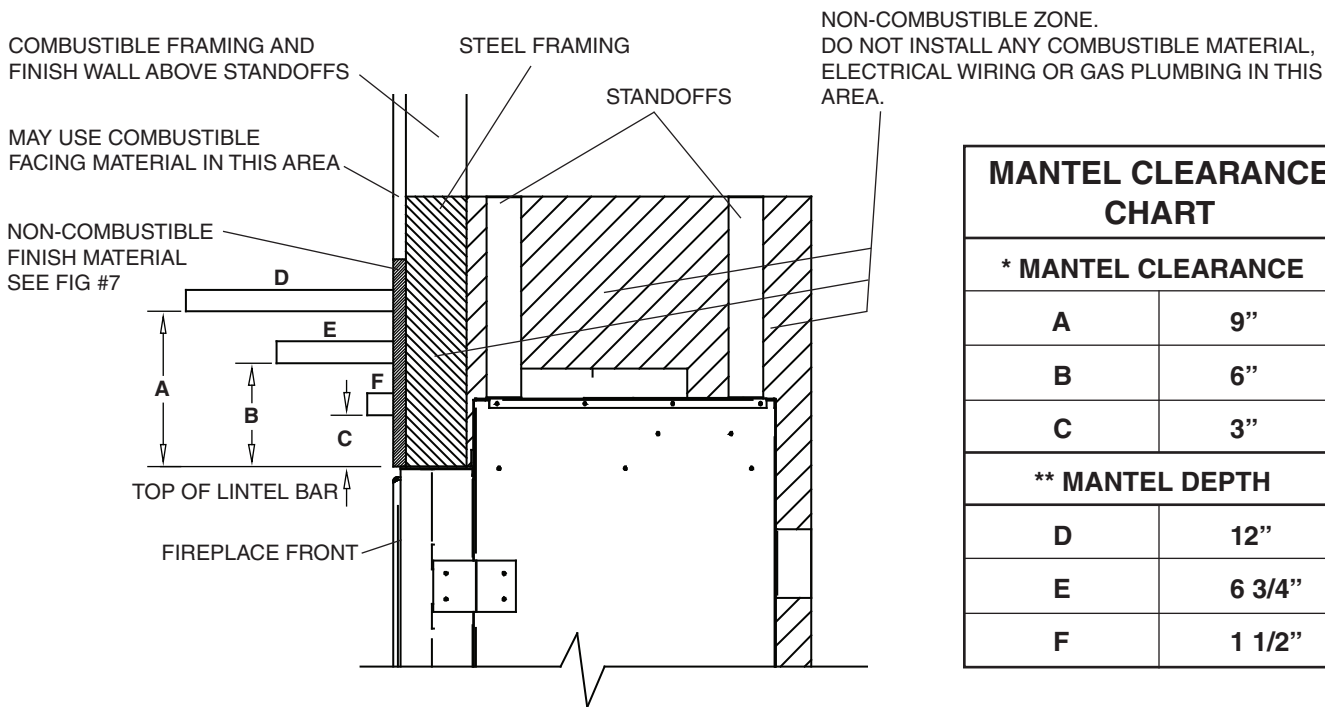 COMBUSTIBLE FRAMING AND
FINISH WALL ABOVE STANDOFFS
STEEL FRAMING
STANDOFFS
NON-COMBUSTIBLE ZONE.
DO NOT INSTALL ANY COMBUSTIBLE MATERIAL,
ELECTRICAL WIRING OR GAS PLUMBING IN THIS
AREA.
MAY USE COMBUSTIBLE
FACING MATERIAL IN THIS AREA
NON-COMBUSTIBLE
FINISH MATERIAL
SEE FIG #7
D
E
F
A
B
C
TOP OF LINTEL BAR
FIREPLACE FRONT
MANTEL CLEARANCE
CHART
* MANTEL CLEARANCE
A 9”
B 6”
C 3”
** MANTEL DEPTH
D 12”
E 6 3/4”
F 1 1/2”